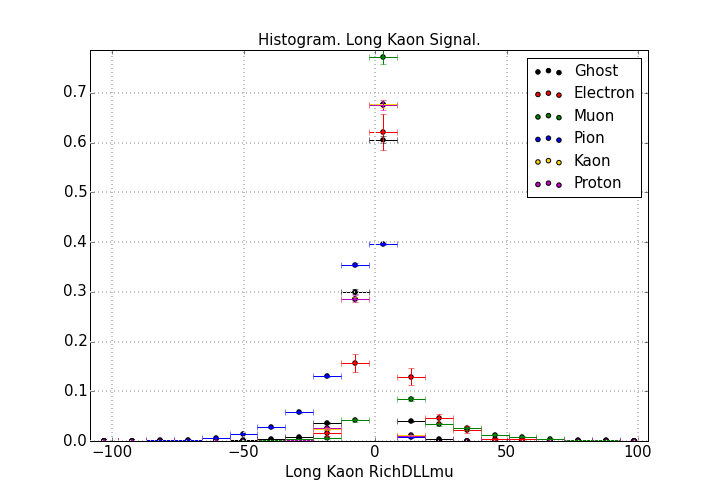 Histogram. Long Kaon Signal.
Ghost
Electron
Muon
Pion
Kaon
Proton
0.7
0.6
0.5
0.4
0.3
0.2
0.1
0.0
−100
−50
0
50
100
Long Kaon RichDLLmu